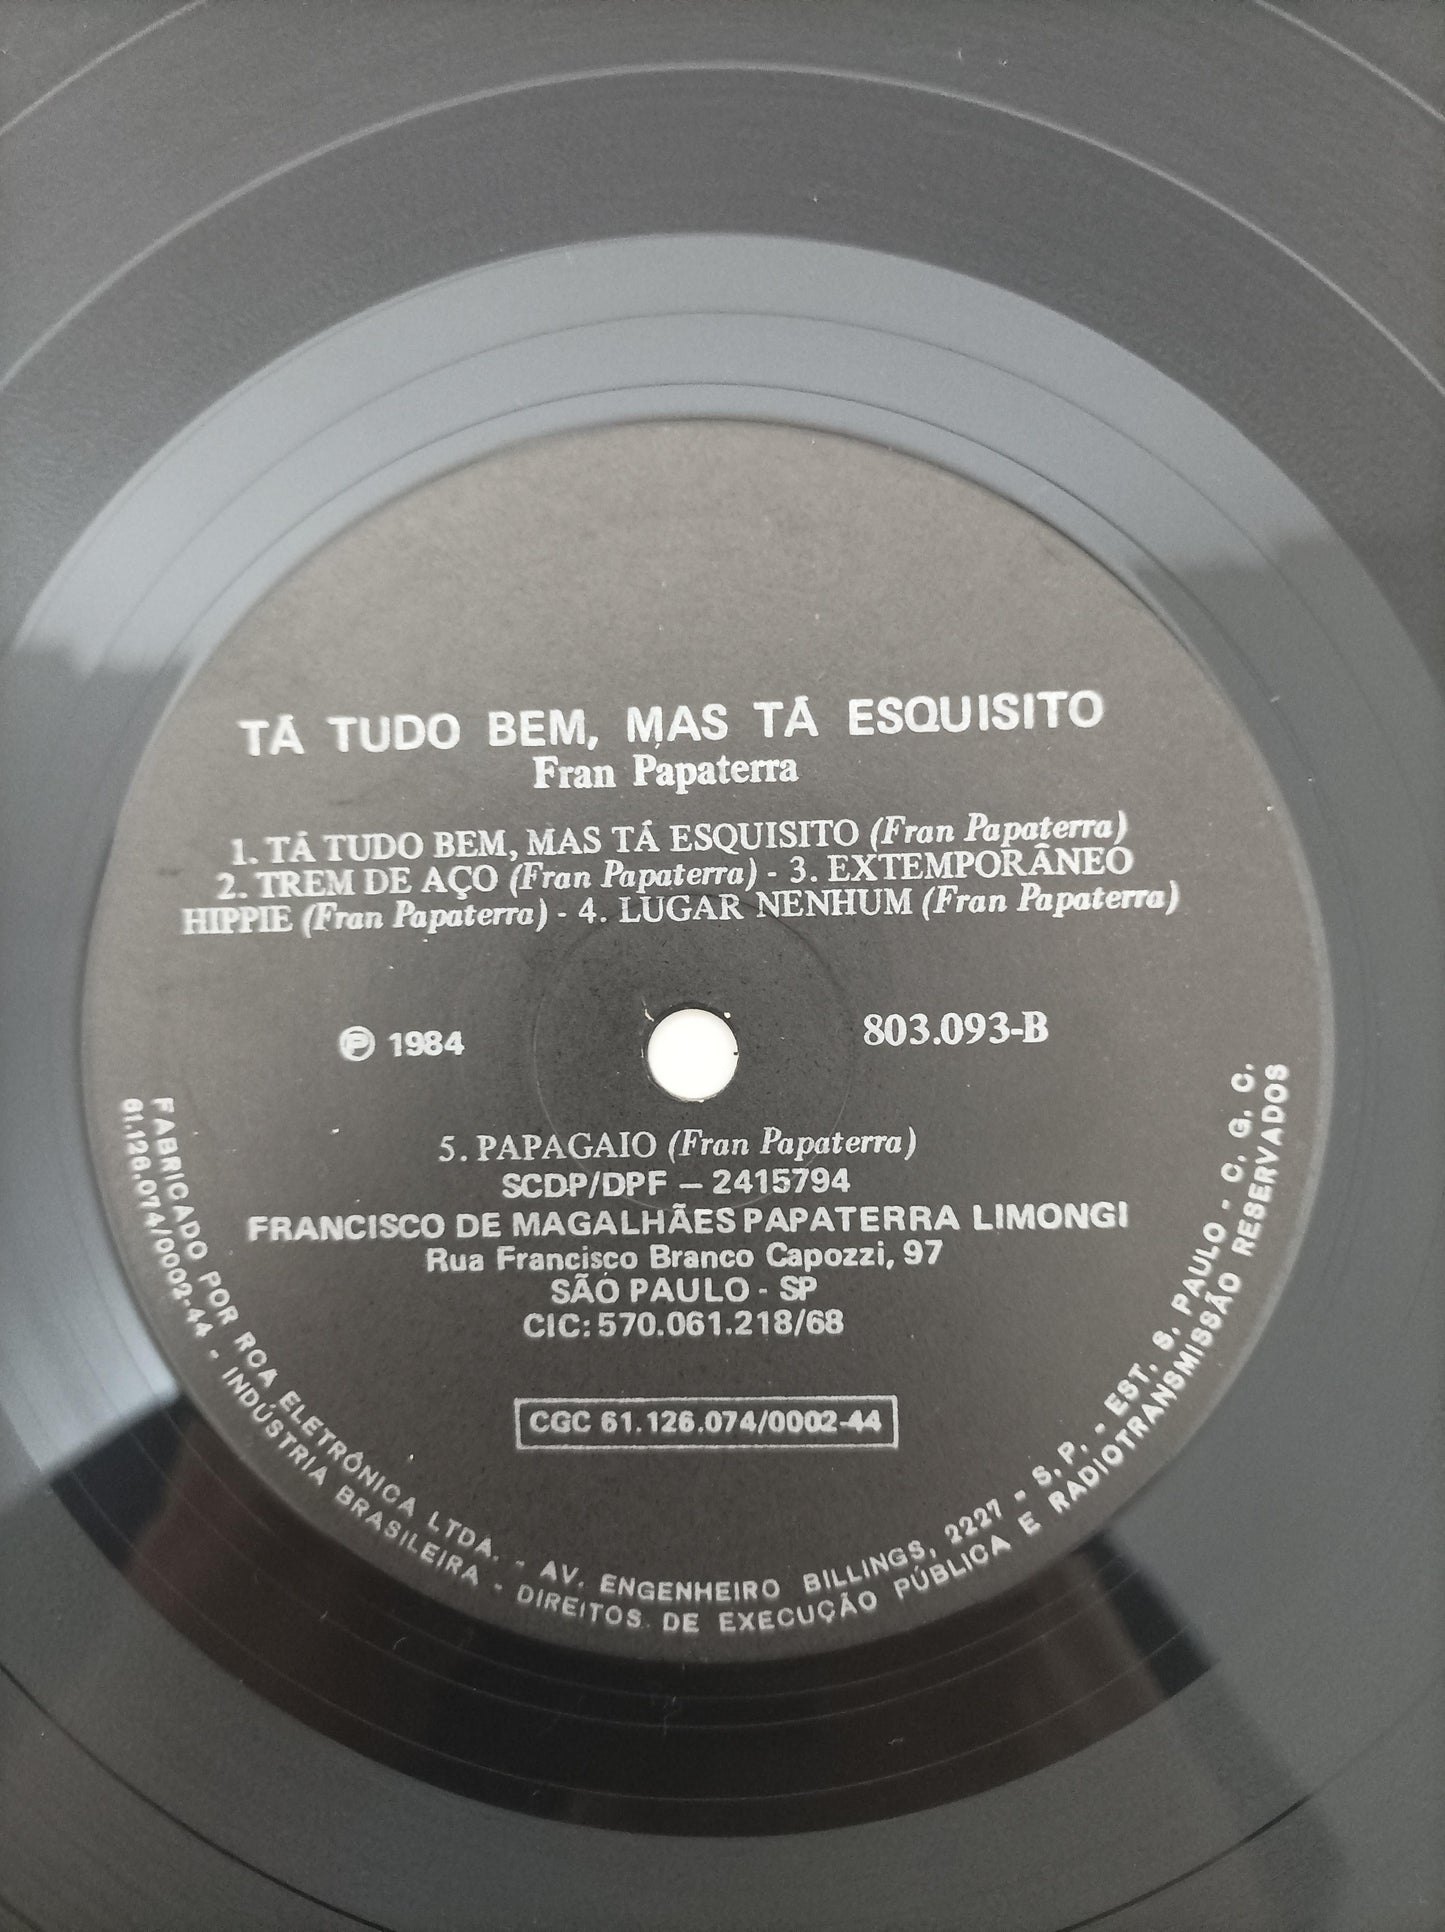 TÁ TUDO BEM, MAS TÁ ESQUISITO
Fran Papaterra
1. TÁ TUDO BEM, MAS TÁ ESQUISITO (Fran Papaterra)
2. TREM DE AÇO (Fran Papaterra) - 3. EXTEMPORÂNEO
HIPPIE (Fran Papaterra) - 4. LUGAR NENHUM (Fran Papaterra)
Ⓟ 1984
803.093-B
5. PAPAGAIO (Fran Papaterra)
SCDP/DPF – 2415794
FRANCISCO DE MAGALHÃES PAPATERRA LIMONGI
Rua Francisco Branco Capozzi, 97
SÃO PAULO - SP
CIC: 570.061.218/68
CGC 61.126.074/0002-44
FABRICADO POR RCA ELETRÔNICA LTDA. - AV. ENGENHEIRO BILLINGS, 2227 - S. P. - EST. S. PAULO - C. G. C.
61.126.074/0002-44 - INDÚSTRIA BRASILEIRA - DIREITOS DE EXECUÇÃO PÚBLICA E RADIOTRANSMISSÃO RESERVADOS